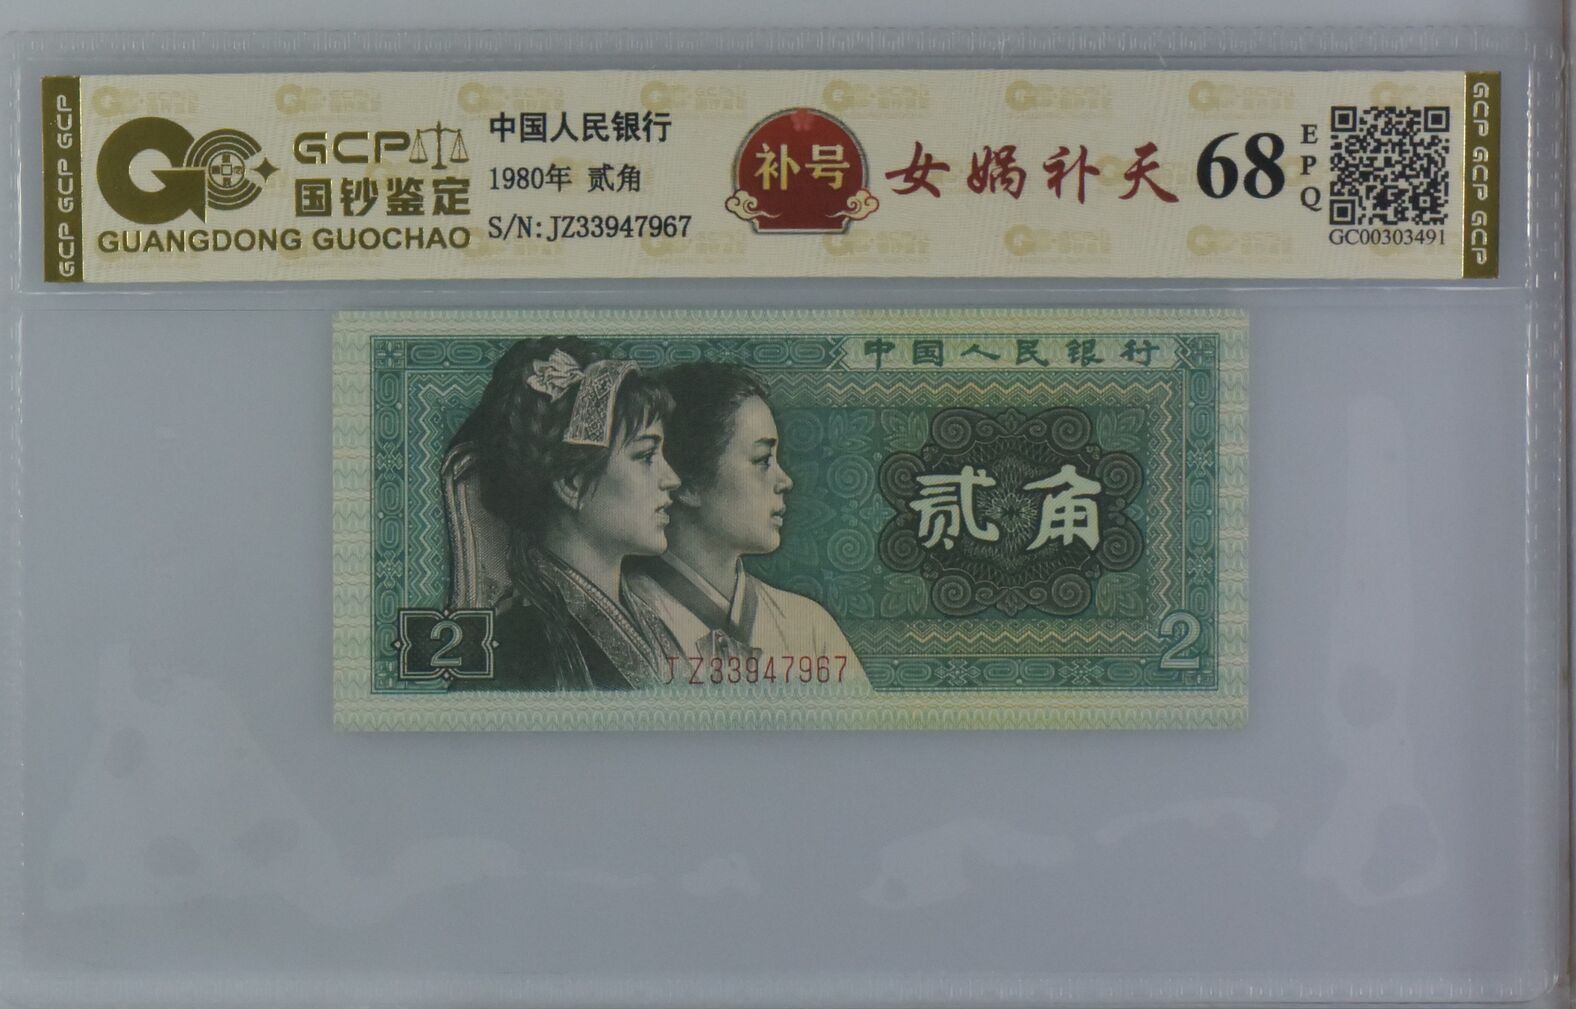 GCP GCP GCP
GCP
国钞鉴定
GUANGDONG GUOCHAO
中国人民银行
1980年 贰角
S/N:JZ33947967
补号
女娲补天
68
EPQ
GC00303491
GCP GCP GCP
中国人民银行
贰角
2
JZ33947967
2